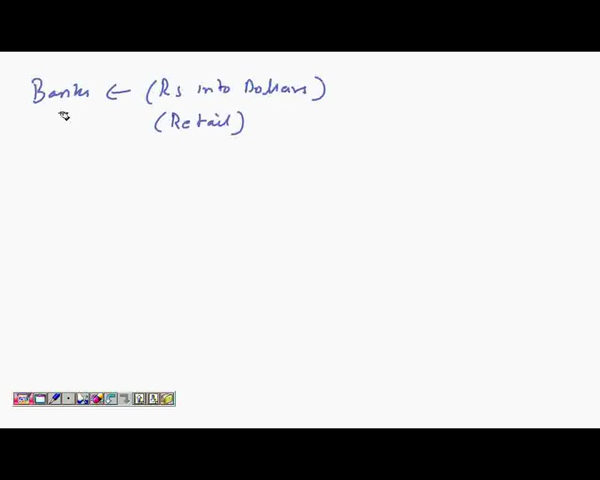 Banks ← (Rs into Dollars)
(Retail)